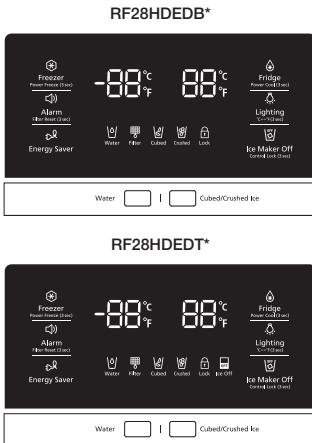 RF28HDEDB*
Freezer
Power Freeze (3 sec)
Alarm
Filter Reset (3 sec)
Energy Saver
-88 °C °F
88 °C °F
Water Filter Cubed Crushed Lock
Fridge
Power Cool (3 sec)
Lighting
°C↔°F(3 sec)
OFF
Ice Maker Off
Control Lock (3 sec)
Water | Cubed/Crushed Ice
RF28HDEDT*
Freezer
Power Freeze (3 sec)
Alarm
Filter Reset (3 sec)
Energy Saver
-88 °C °F
88 °C °F
Water Filter Cubed Crushed Lock Ice Off
Fridge
Power Cool (3 sec)
Lighting
°C↔°F(3 sec)
OFF
Ice Maker Off
Control Lock (3 sec)
Water | Cubed/Crushed Ice